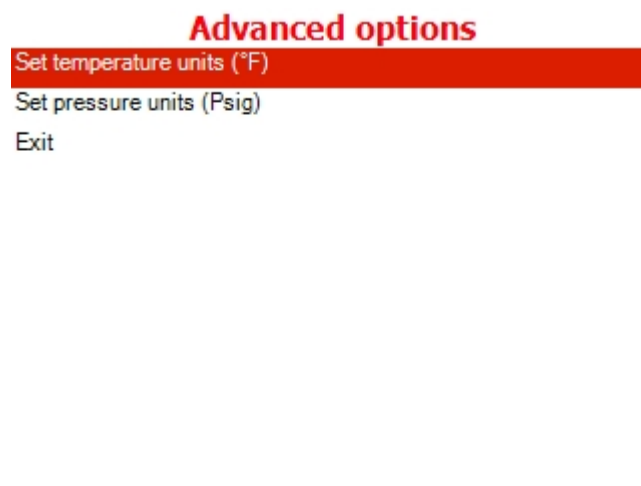 Advanced options
Set temperature units (°F)
Set pressure units (Psig)
Exit